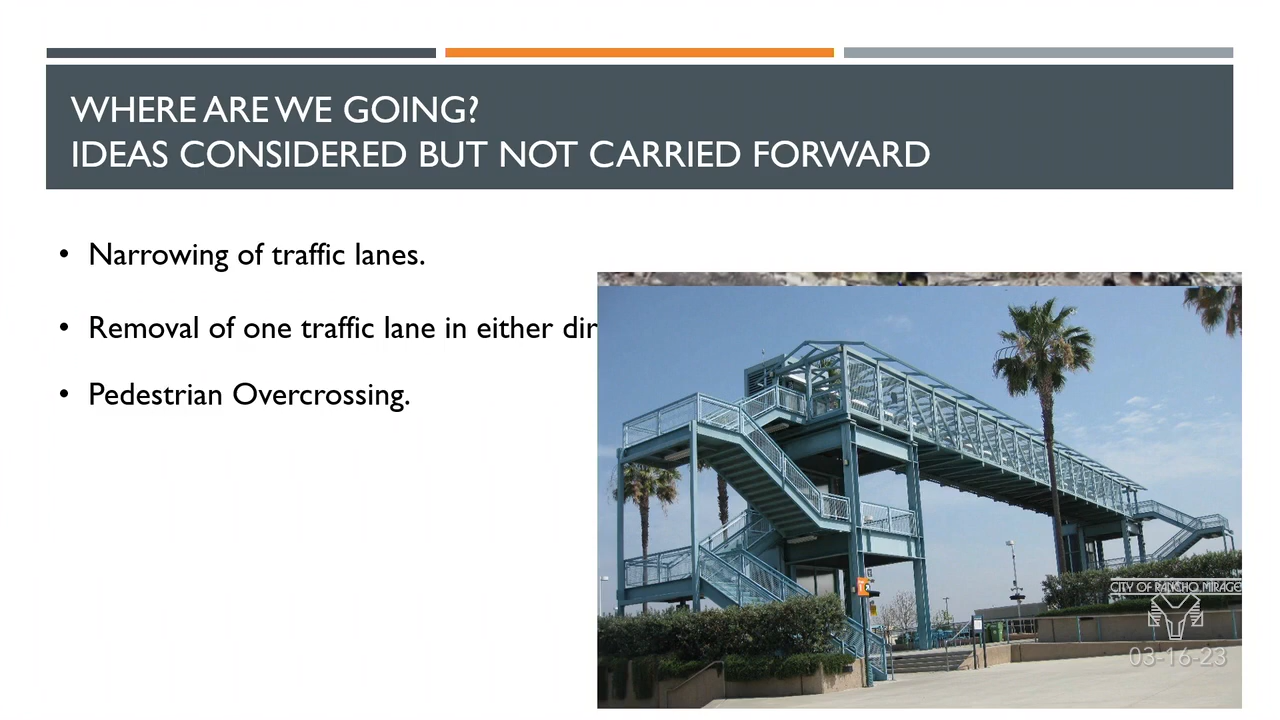 WHERE ARE WE GOING?
IDEAS CONSIDERED BUT NOT CARRIED FORWARD
• Narrowing of traffic lanes.
• Removal of one traffic lane in either
• Pedestrian Overcrossing.
CITY OF RANCHO MIRAGE
03-16-23